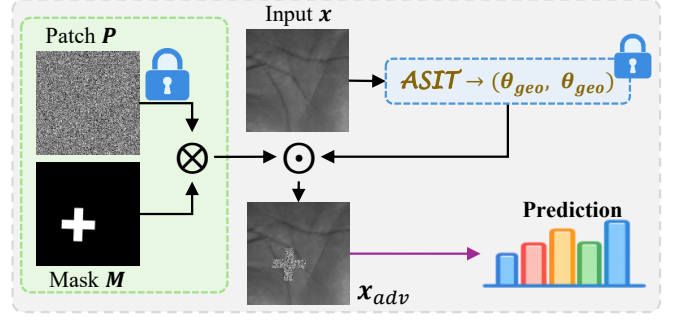 Patch P
Input x
ASIT → (θgeo, θgeo)
Mask M
xadv
Prediction